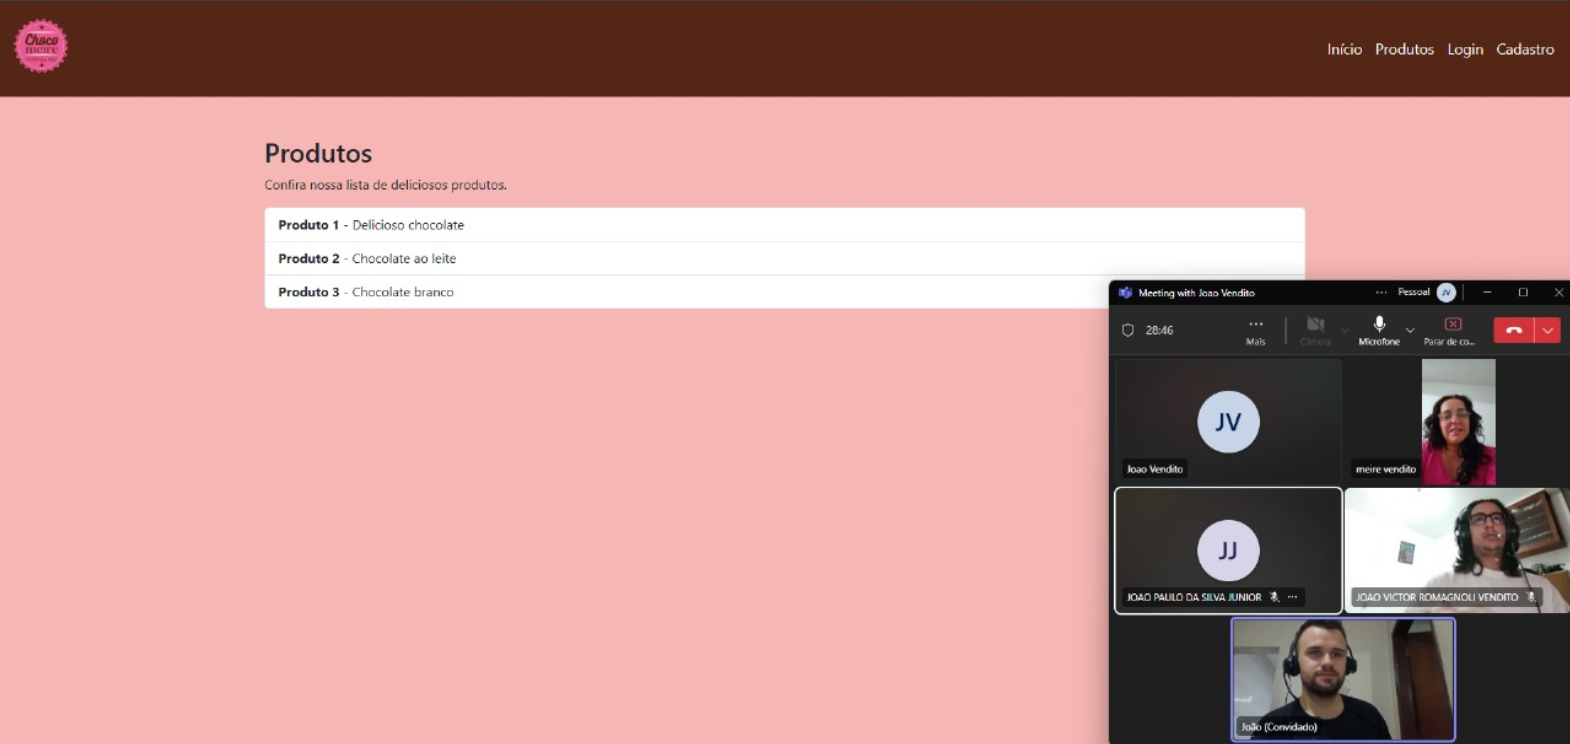 Choco
meire
Início Produtos Login Cadastro
Produtos
Confira nossa lista de deliciosos produtos.
Produto 1 - Delicioso chocolate
Produto 2 - Chocolate ao leite
Produto 3 - Chocolate branco
Meeting with Joao Vendito
... Pessoal JV
28:46
... Mais
Câmera
Microfone
Parar de co...
JV
Joao Vendito
meire vendito
JJ
JOAO PAULO DA SILVA JUNIOR ...
JOAO VICTOR ROMAGNOLI VENDITO
João (Convidado)